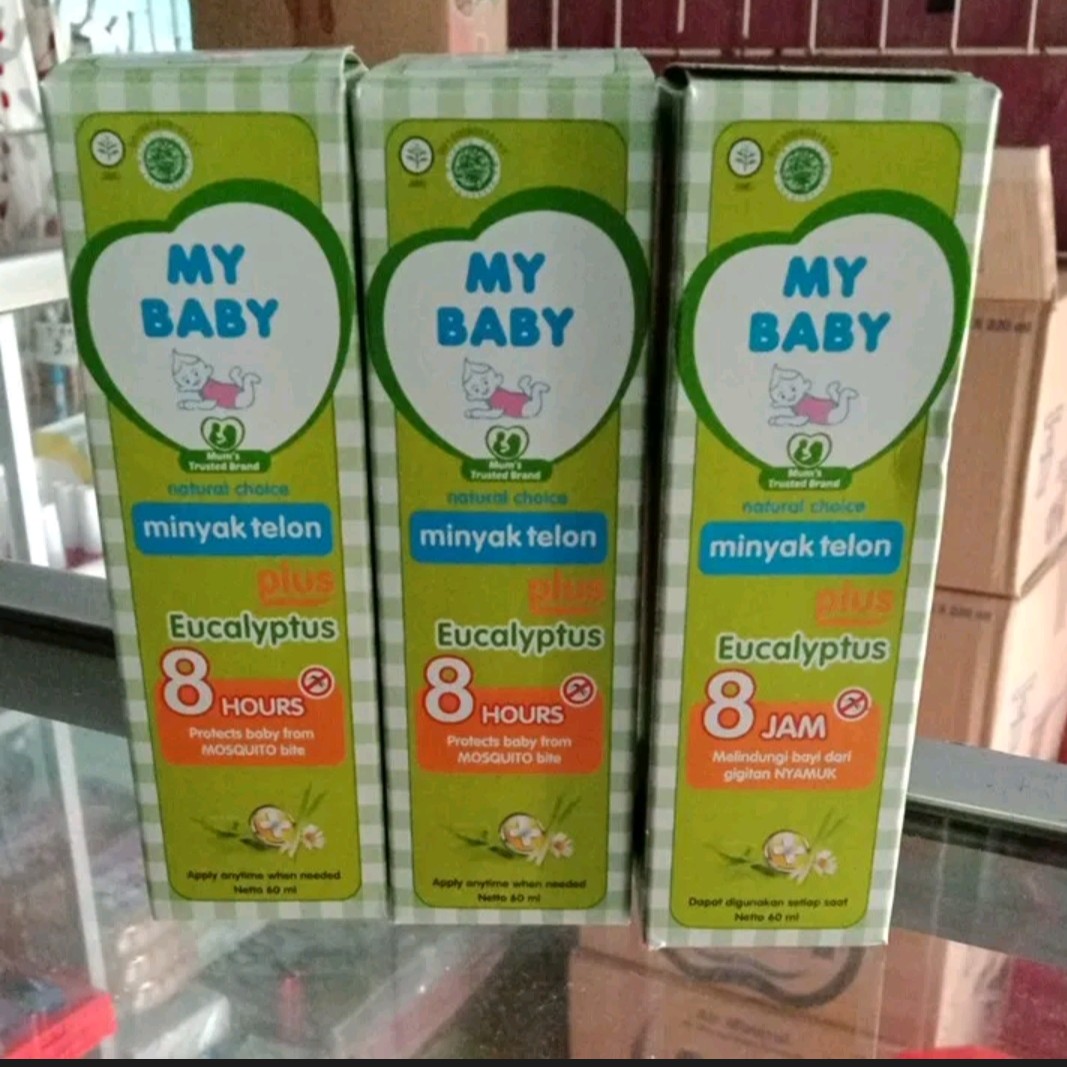 MY
BABY
Mum's
Trusted Brand
natural choice
minyak telon
plus
Eucalyptus
8 HOURS
Protects baby from
MOSQUITO bite
Apply anytime when needed
Netto 60 ml
MY
BABY
Mum's
Trusted Brand
natural choice
minyak telon
plus
Eucalyptus
8 HOURS
Protects baby from
MOSQUITO bite
Apply anytime when needed
Netto 60 ml
MY
BABY
Mum's
Trusted Brand
natural choice
minyak telon
plus
Eucalyptus
8 JAM
Melindungi bayi dari
gigitan NYAMUK
Dapat digunakan setiap saat
Netto 60 ml